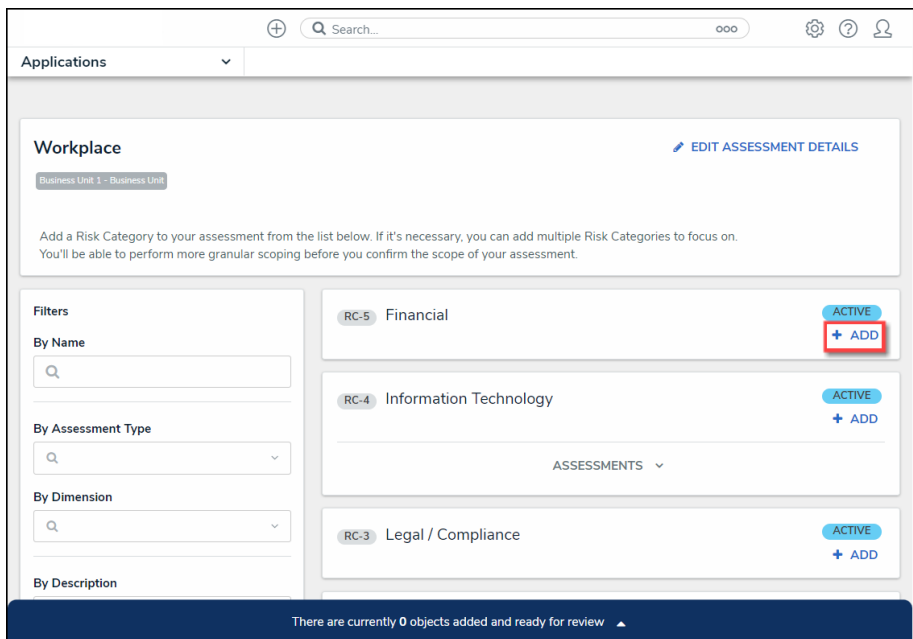 Search...
Applications
Workplace
EDIT ASSESSMENT DETAILS
Business Unit 1 - Business Unit
Add a Risk Category to your assessment from the list below. If it's necessary, you can add multiple Risk Categories to focus on.
You'll be able to perform more granular scoping before you confirm the scope of your assessment.
Filters
By Name
By Assessment Type
By Dimension
By Description
RC-5 Financial
ACTIVE
+ ADD
RC-4 Information Technology
ACTIVE
+ ADD
ASSESSMENTS
RC-3 Legal / Compliance
ACTIVE
+ ADD
There are currently 0 objects added and ready for review